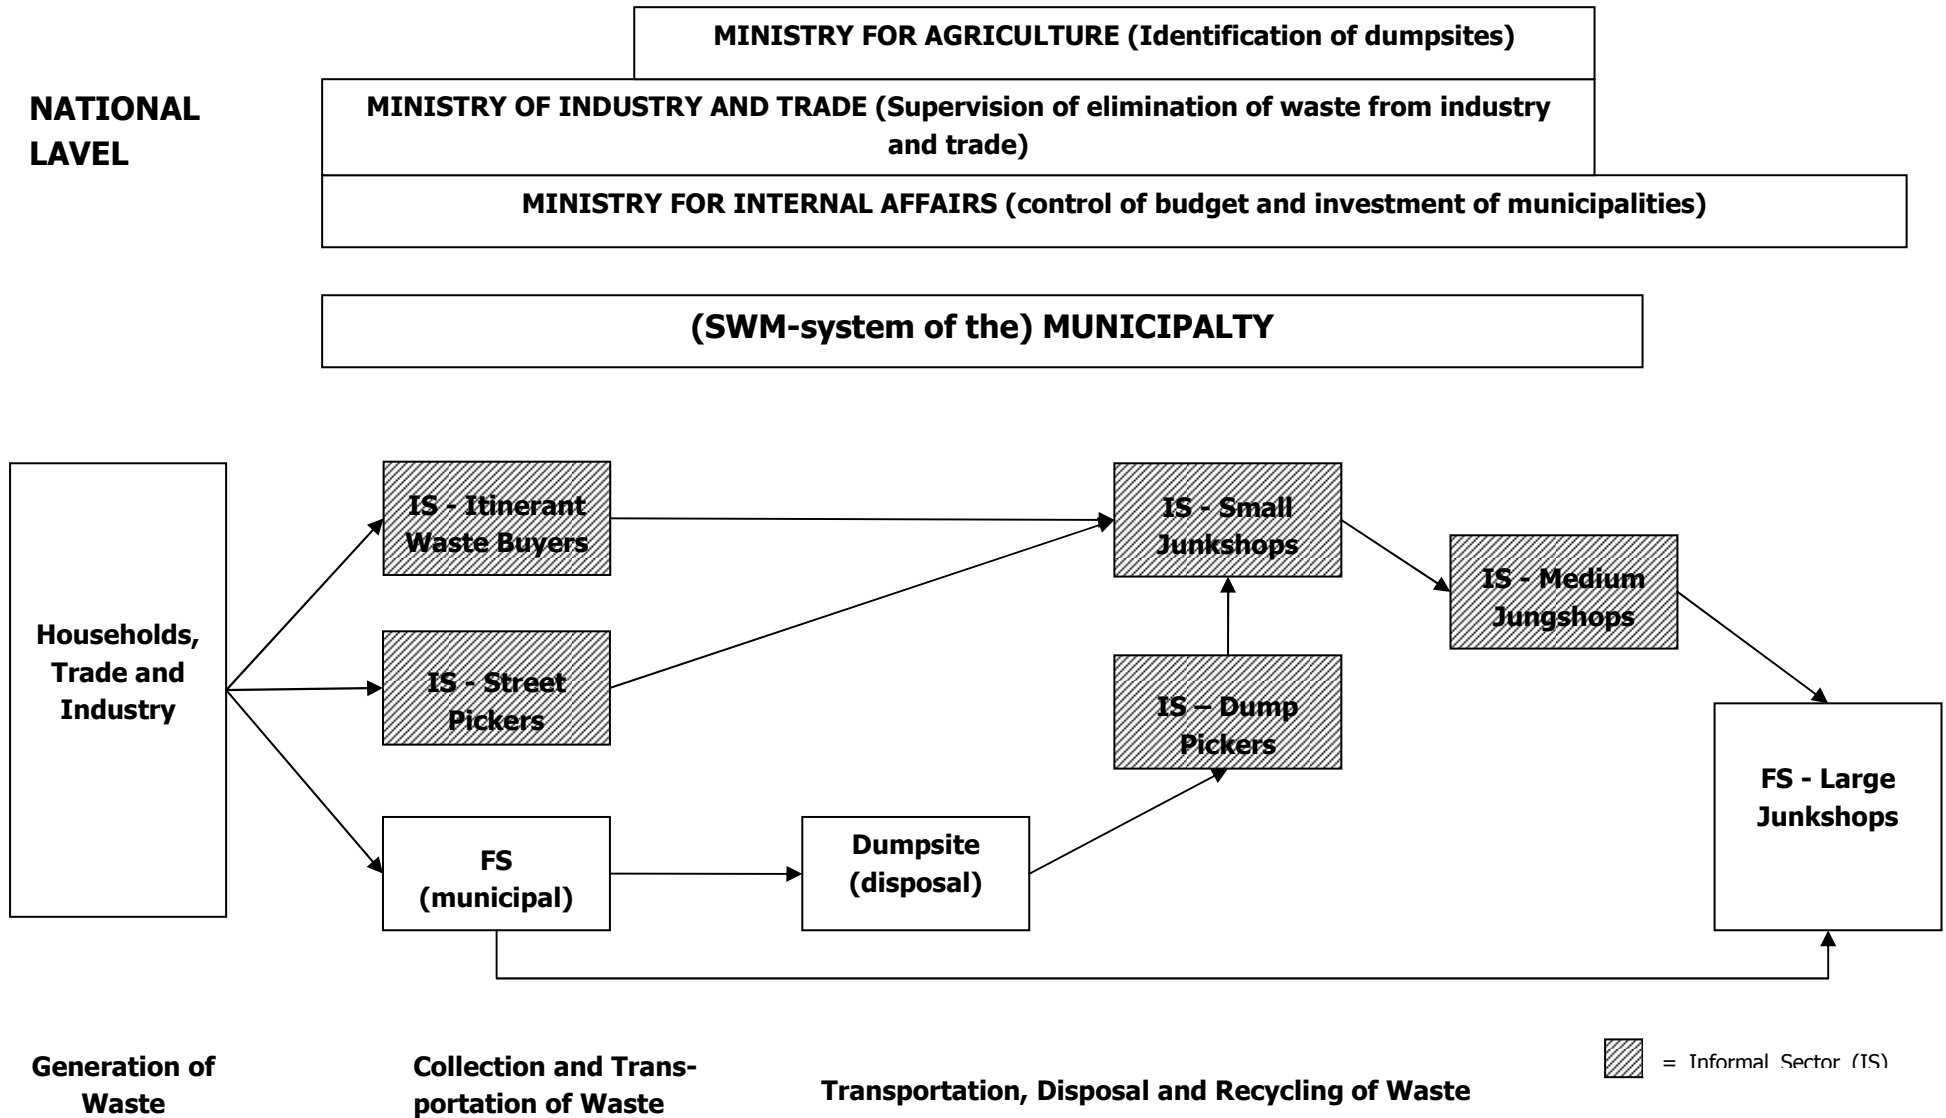 MINISTRY FOR AGRICULTURE (Identification of dumpsites)
NATIONAL
LAVEL
MINISTRY OF INDUSTRY AND TRADE (Supervision of elimination of waste from industry
and trade)
MINISTRY FOR INTERNAL AFFAIRS (control of budget and investment of municipalities)
(SWM-system of the) MUNICIPALTY
Households,
Trade and
Industry
IS - Itinerant
Waste Buyers
IS - Street
Pickers
FS
(municipal)
Dumpsite
(disposal)
IS - Small
Junkshops
IS – Dump
Pickers
IS - Medium
Jungshops
FS - Large
Junkshops
Generation of
Waste
Collection and Trans-
portation of Waste
Transportation, Disposal and Recycling of Waste
= Informal Sector (IS)